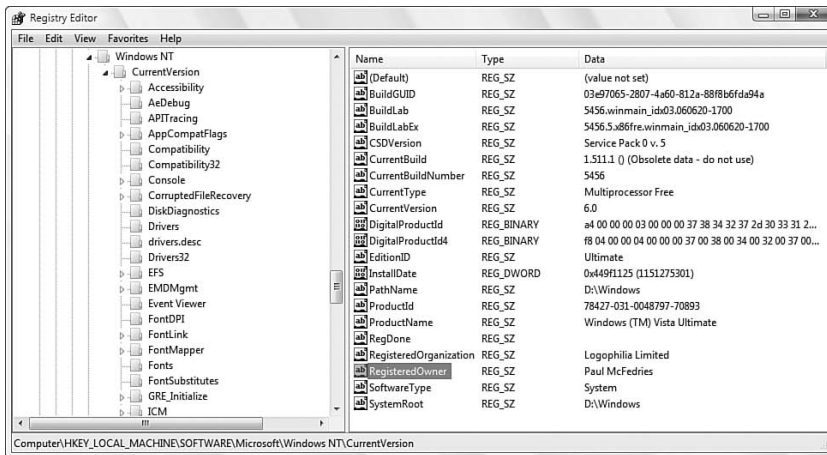 Registry Editor
File Edit View Favorites Help
Windows NT
CurrentVersion
Accessibility
AeDebug
APITracing
AppCompatFlags
Compatibility
Compatibility32
Console
CorruptedFileRecovery
DiskDiagnostics
Drivers
drivers.desc
Drivers32
EFS
EMDMgmt
Event Viewer
FontDPI
FontLink
FontMapper
Fonts
FontSubstitutes
GRE_Initialize
ICM
Name Type Data
(Default) REG_SZ (value not set)
BuildGUID REG_SZ 03e97065-2807-4a60-812a-88f8b6fda94a
BuildLab REG_SZ 5456.winmain_idx03.060620-1700
BuildLabEx REG_SZ 5456.5.x86fre.winmain_idx03.060620-1700
CSDVersion REG_SZ Service Pack 0 v. 5
CurrentBuild REG_SZ 1.511.1 () (Obsolete data - do not use)
CurrentBuildNumber REG_SZ 5456
CurrentType REG_SZ Multiprocessor Free
CurrentVersion REG_SZ 6.0
DigitalProductId REG_BINARY a4 00 00 00 03 00 00 00 37 38 34 32 37 2d 30 33 31 2...
DigitalProductId4 REG_BINARY f8 04 00 00 04 00 00 00 37 00 38 00 34 00 32 00 37 00...
EditionID REG_SZ Ultimate
InstallDate REG_DWORD 0x449f1125 (1151275301)
PathName REG_SZ D:\Windows
ProductId REG_SZ 78427-031-0048797-70893
ProductName REG_SZ Windows (TM) Vista Ultimate
RegDone REG_SZ
RegisteredOrganization REG_SZ Logophilia Limited
RegisteredOwner REG_SZ Paul McFedries
SoftwareType REG_SZ System
SystemRoot REG_SZ D:\Windows
Computer\HKEY_LOCAL_MACHINE\SOFTWARE\Microsoft\Windows NT\CurrentVersion